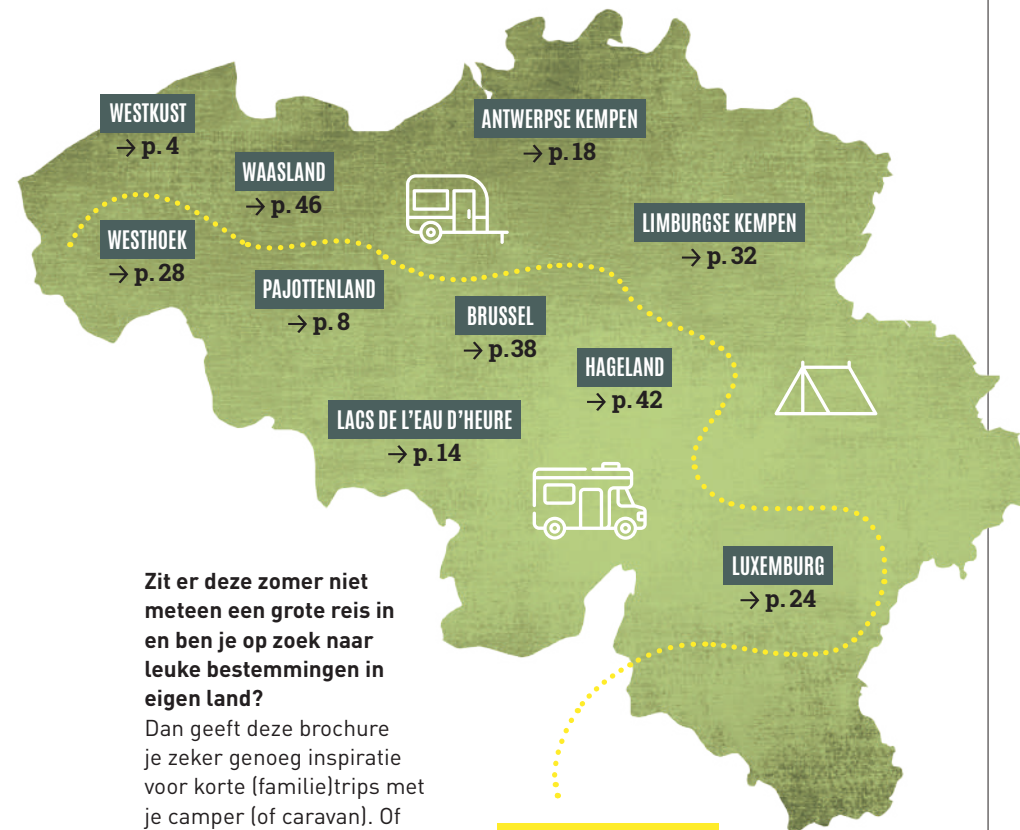 WESTKUST
→ p. 4
ANTWERPSE KEMPEN
→ p. 18
WAASLAND
→ p. 46
LIMBURGSE KEMPEN
→ p. 32
WESTHOEK
→ p. 28
PAJOTTENLAND
→ p. 8
BRUSSEL
→ p.38
HAGELAND
→ p. 42
LACS DE L'EAU D'HEURE
→ p. 14
LUXEMBURG
→ p. 24
Zit er deze zomer niet
meteen een grote reis in
en ben je op zoek naar
leuke bestemmingen in
eigen land?
Dan geeft deze brochure
je zeker genoeg inspiratie
voor korte (familie)trips met
je camper (of caravan). Of